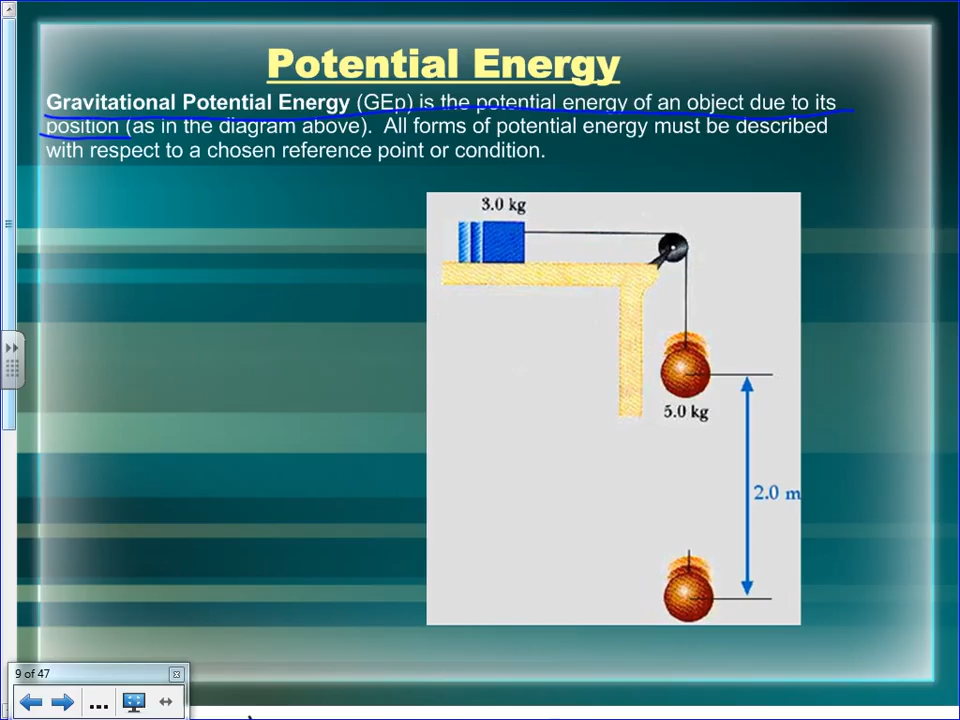 Potential Energy
Gravitational Potential Energy (GEp) is the potential energy of an object due to its
position (as in the diagram above). All forms of potential energy must be described
with respect to a chosen reference point or condition.
3.0 kg
5.0 kg
2.0 m
9 of 47
...